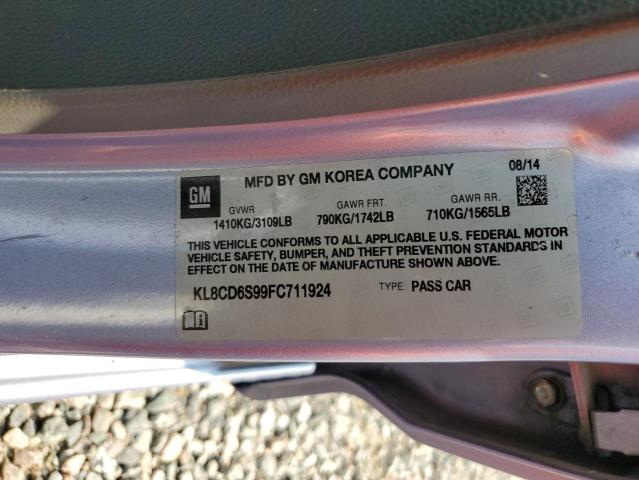 GM
MFD BY GM KOREA COMPANY
08/14
GVWR
1410KG/3109LB
GAWR FRT.
790KG/1742LB
GAWR RR.
710KG/1565LB
THIS VEHICLE CONFORMS TO ALL APPLICABLE U.S. FEDERAL MOTOR
VEHICLE SAFETY, BUMPER, AND THEFT PREVENTION STANDARDS IN
EFFECT ON THE DATE OF MANUFACTURE SHOWN ABOVE.
KL8CD6S99FC711924
TYPE: PASS CAR